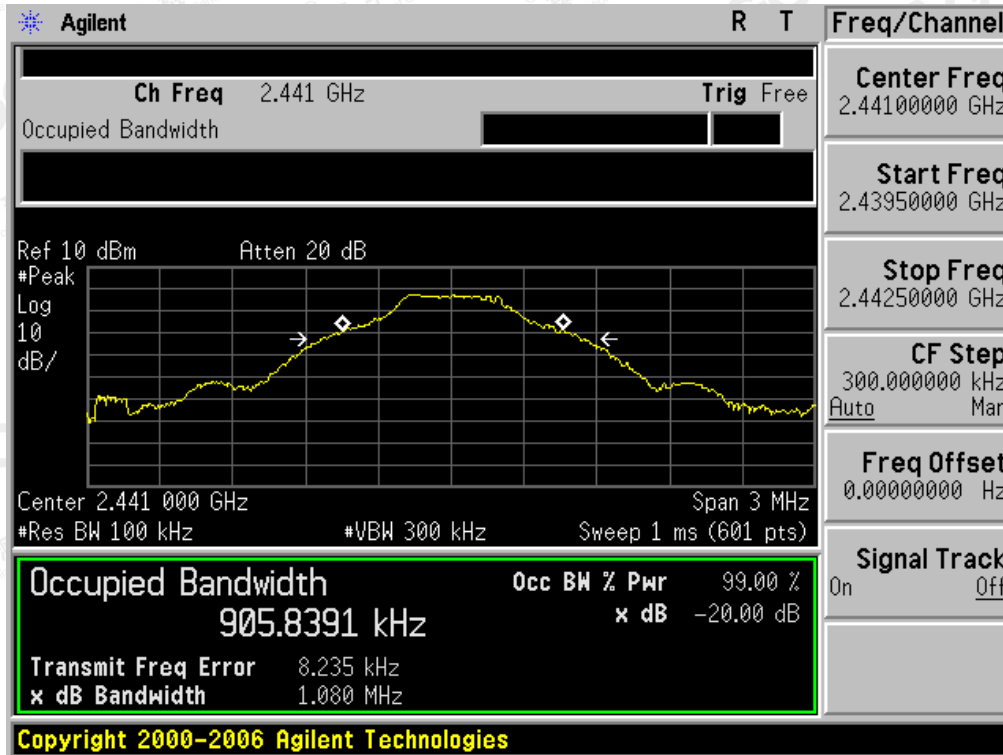 Agilent R T
Ch Freq 2.441 GHz Trig Free
Occupied Bandwidth
Ref 10 dBm Atten 20 dB
#Peak
Log
10
dB/
Center 2.441 000 GHz Span 3 MHz
#Res BW 100 kHz #VBW 300 kHz Sweep 1 ms (601 pts)
Occupied Bandwidth Occ BW % Pwr 99.00 %
905.8391 kHz x dB -20.00 dB
Transmit Freq Error 8.235 kHz
x dB Bandwidth 1.080 MHz
Copyright 2000-2006 Agilent Technologies
Freq/Channel
Center Freq
2.44100000 GHz
Start Freq
2.43950000 GHz
Stop Freq
2.44250000 GHz
CF Step
300.000000 kHz
Auto Man
Freq Offset
0.00000000 Hz
Signal Track
On Off